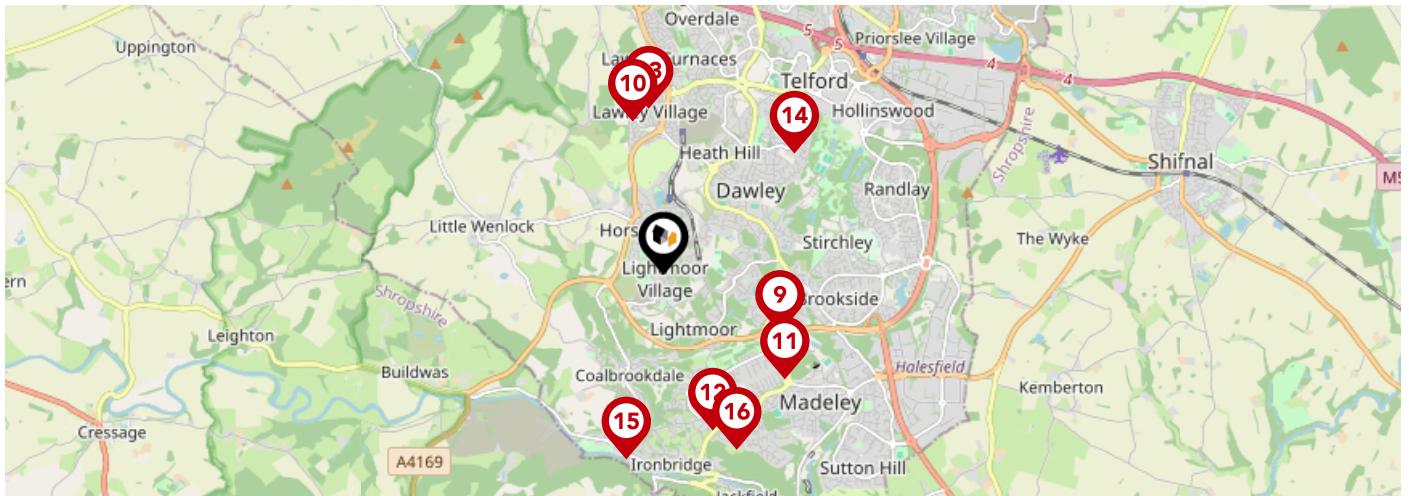 Overdale
Uppington
5
Priorslee Village
5
4
4
10
Telford
14
Hollinswood
Shropshire
Heath Hill
Shifnal
M5
Dawley
Randlay
Little Wenlock
Stirchley
The Wyke
Lightmoor
Village
9
Brookside
Shropshire
Leighton
Lightmoor
11
Buildwas
Coalbrookdale
Halesfield
Kemberton
16
Madeley
15
Cressage
A4169
Ironbridge
Sutton Hill